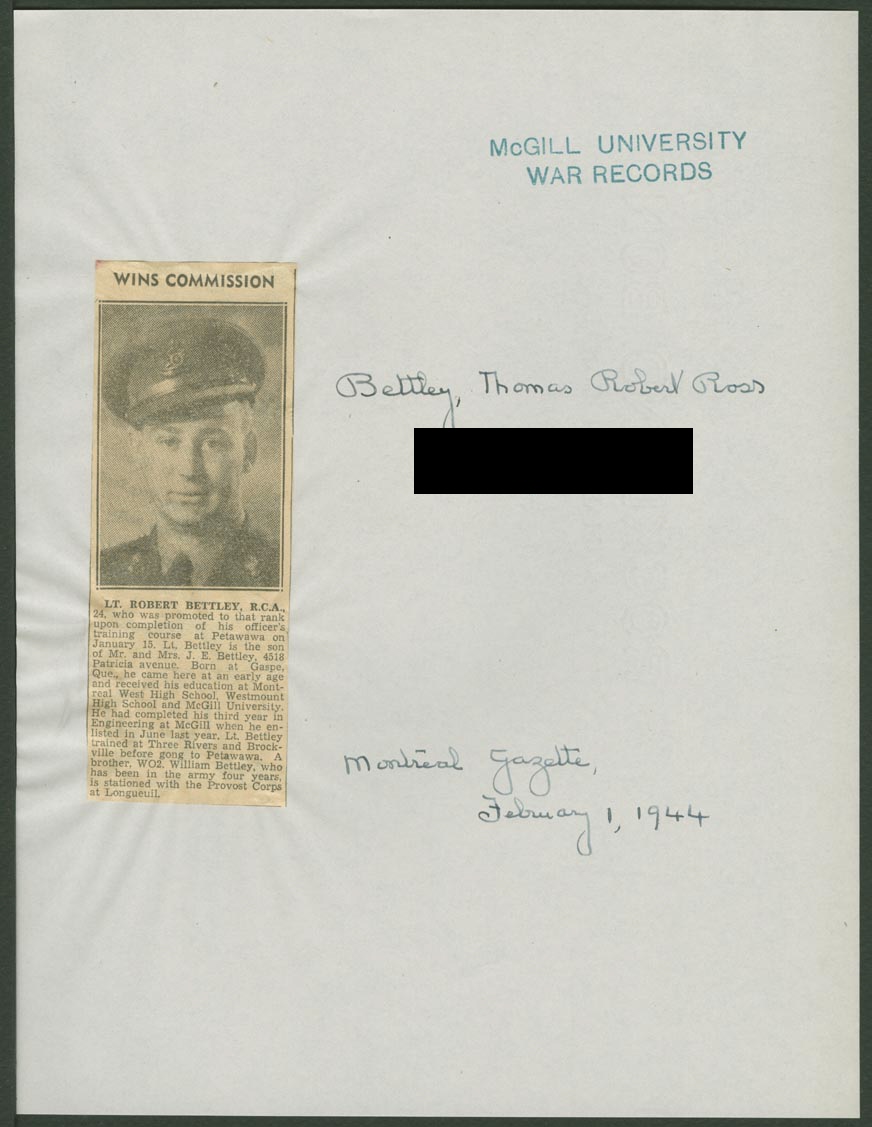 McGILL UNIVERSITY
WAR RECORDS
WINS COMMISSION
Bettley, Thomas Robert Ross
LT. ROBERT BETTLEY, R.C.A.,
24, who was promoted to that rank
upon completion of his officer's
training course at Petawawa on
January 15. Lt. Bettley is the son
of Mr. and Mrs. J. E. Bettley, 4518
Patricia avenue. Born at Gaspe,
Que., he came here at an early age
and received his education at Mont-
real West High School, Westmount
High School and McGill University.
He had completed his third year in
Engineering at McGill when he en-
listed in June last year. Lt. Bettley
trained at Three Rivers and Brock-
ville before gong to Petawawa. A
brother, WO2. William Bettley, who
has been in the army four years,
is stationed with the Provost Corps
at Longueuil.
Montreal Gazette,
February 1, 1944